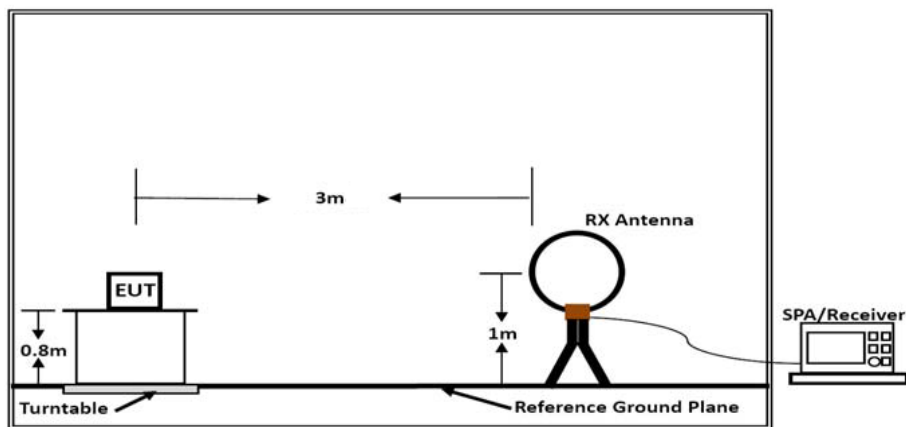 3m
RX Antenna
EUT
SPA/Receiver
0.8m
1m
Turntable
Reference Ground Plane